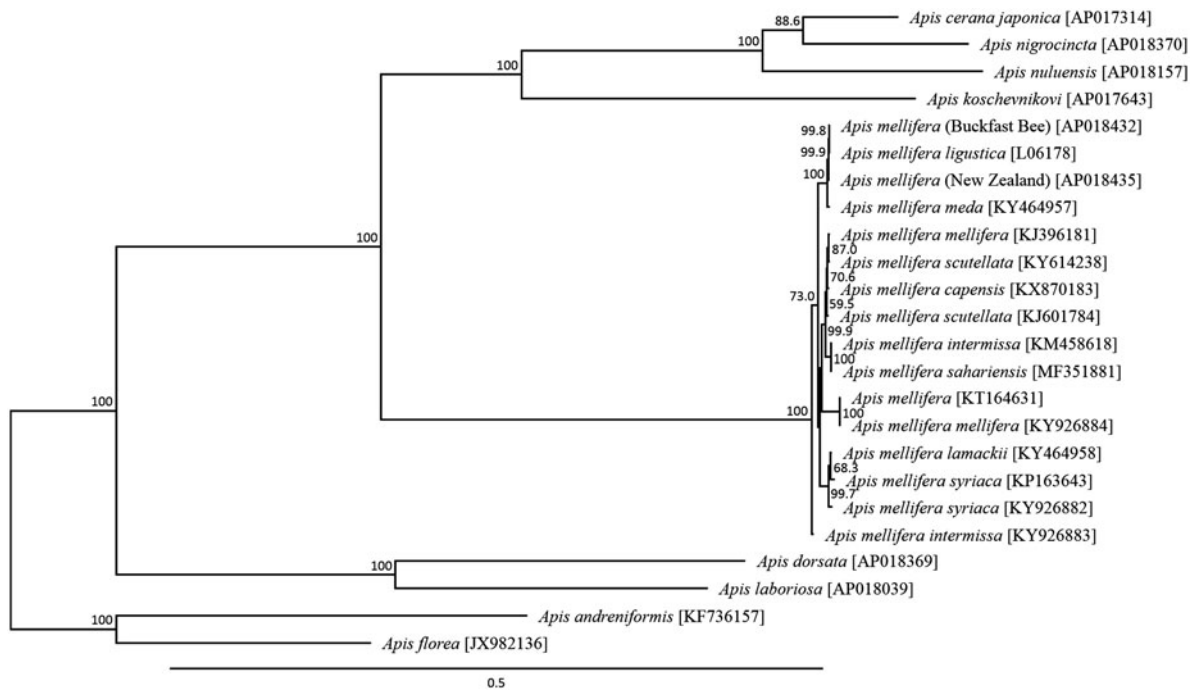 88.6
Apis cerana japonica [AP017314]
100
Apis nigrocincta [AP018370]
100
Apis nuluensis [AP018157]
Apis koschevnikovi [AP017643]
99.8
Apis mellifera (Buckfast Bee) [AP018432]
99.9
Apis mellifera ligustica [L06178]
100
Apis mellifera (New Zealand) [AP018435]
Apis mellifera meda [KY464957]
100
Apis mellifera mellifera [KJ396181]
87.0
Apis mellifera scutellata [KY614238]
70.6
Apis mellifera capensis [KX870183]
73.0
59.5
Apis mellifera scutellata [KJ601784]
99.9
Apis mellifera intermissa [KM458618]
100
Apis mellifera sahariensis [MF351881]
Apis mellifera [KT164631]
100
100
100
Apis mellifera mellifera [KY926884]
Apis mellifera lamackii [KY464958]
68.3
Apis mellifera syriaca [KP163643]
99.7
Apis mellifera syriaca [KY926882]
Apis mellifera intermissa [KY926883]
100
Apis dorsata [AP018369]
Apis laboriosa [AP018039]
100
Apis andreniformis [KF736157]
Apis florea [JX982136]
0.5